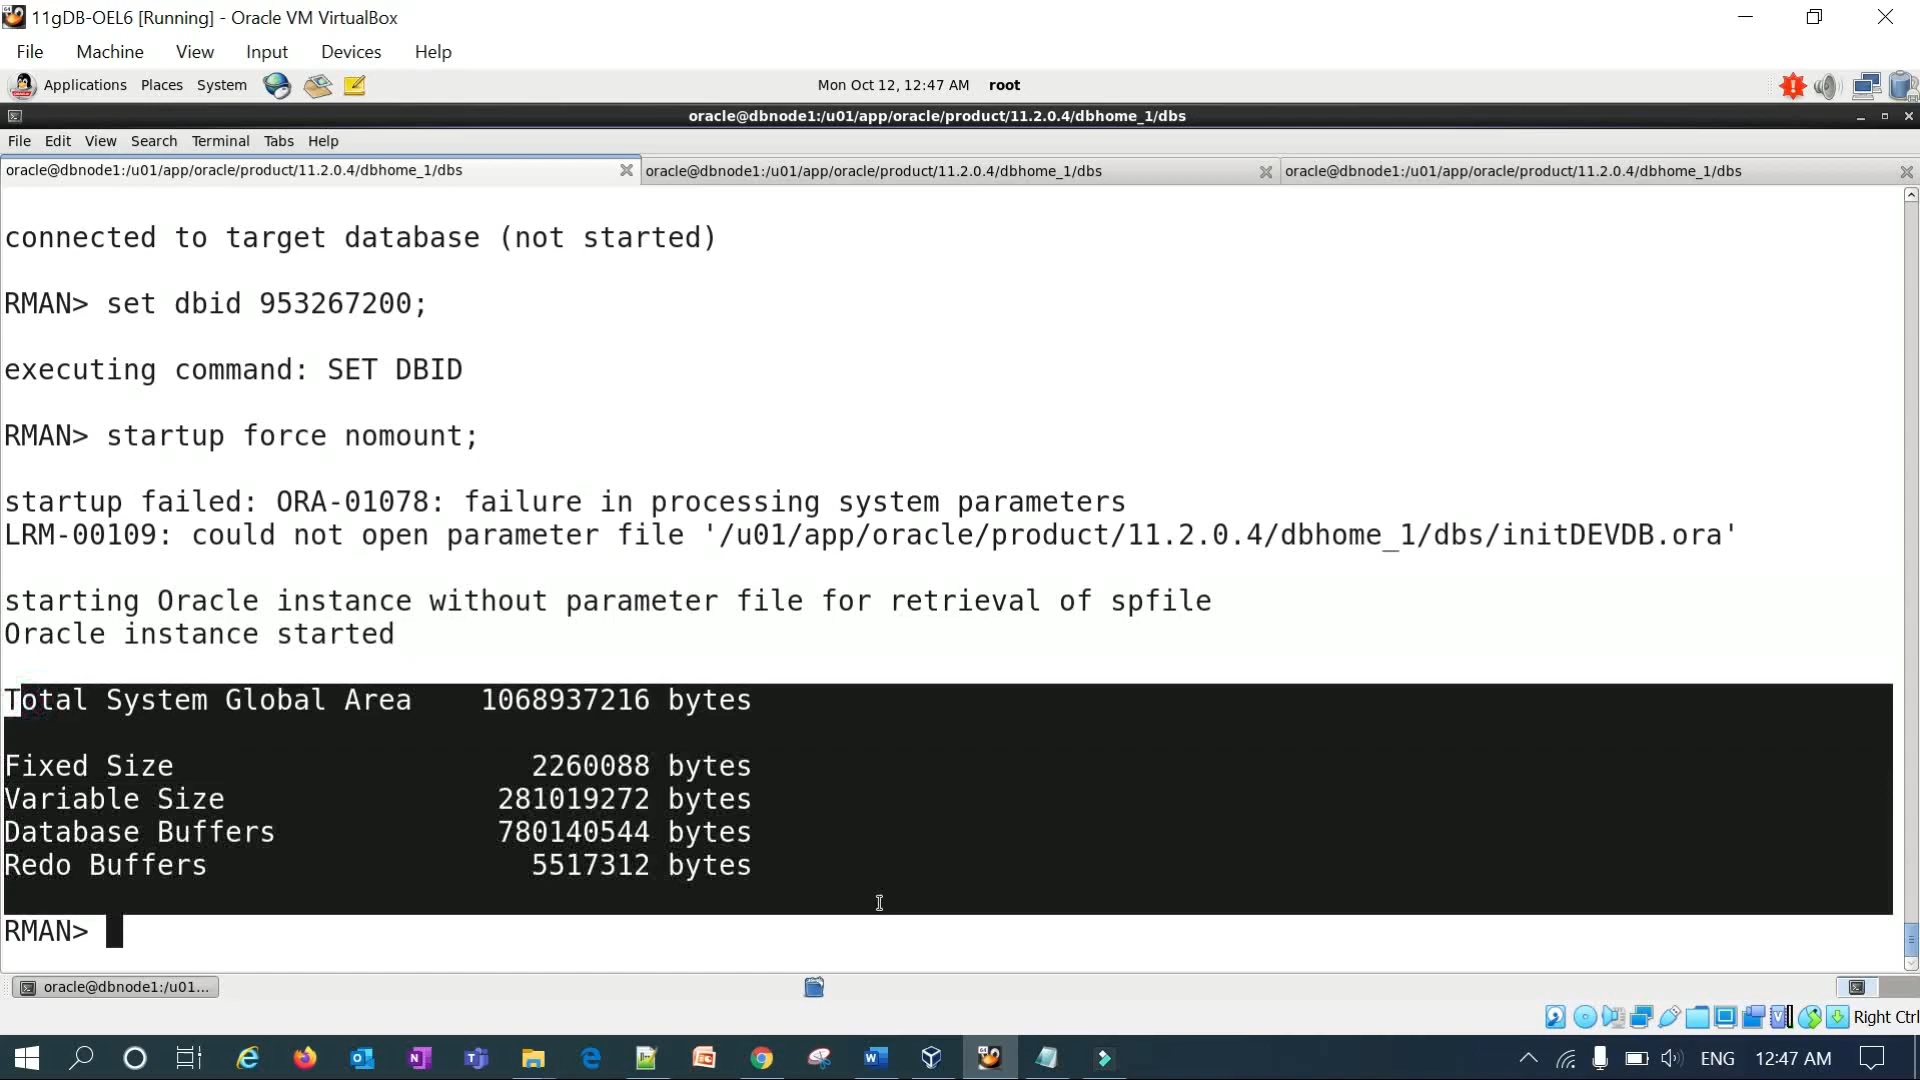 11gDB-OEL6 [Running] - Oracle VM VirtualBox
File Machine View Input Devices Help
Applications Places System Mon Oct 12, 12:47 AM root
oracle@dbnode1:/u01/app/oracle/product/11.2.0.4/dbhome_1/dbs
File Edit View Search Terminal Tabs Help
oracle@dbnode1:/u01/app/oracle/product/11.2.0.4/dbhome_1/dbs oracle@dbnode1:/u01/app/oracle/product/11.2.0.4/dbhome_1/dbs oracle@dbnode1:/u01/app/oracle/product/11.2.0.4/dbhome_1/dbs
connected to target database (not started)
RMAN> set dbid 953267200;
executing command: SET DBID
RMAN> startup force nomount;
startup failed: ORA-01078: failure in processing system parameters
LRM-00109: could not open parameter file '/u01/app/oracle/product/11.2.0.4/dbhome_1/dbs/initDEVDB.ora'
starting Oracle instance without parameter file for retrieval of spfile
Oracle instance started
Total System Global Area 1068937216 bytes
Fixed Size 2260088 bytes
Variable Size 281019272 bytes
Database Buffers 780140544 bytes
Redo Buffers 5517312 bytes
RMAN>
oracle@dbnode1:/u01...
Right Ctrl
ENG 12:47 AM